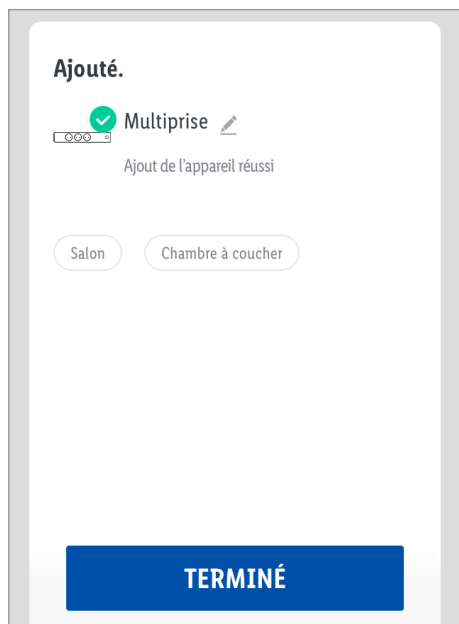 Ajouté.
Multiprise
Ajout de l’appareil réussi
Salon
Chambre à coucher
TERMINÉ